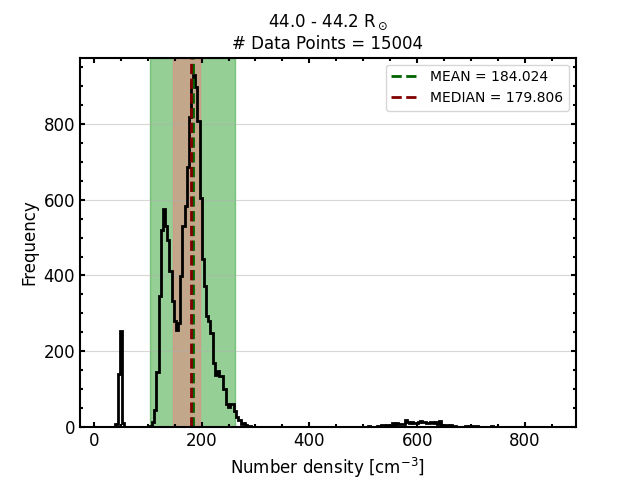 44.0 - 44.2 R⊙
# Data Points = 15004
MEAN = 184.024
MEDIAN = 179.806
800
600
400
200
0
Frequency
0 200 400 600 800
Number density [cm⁻³]